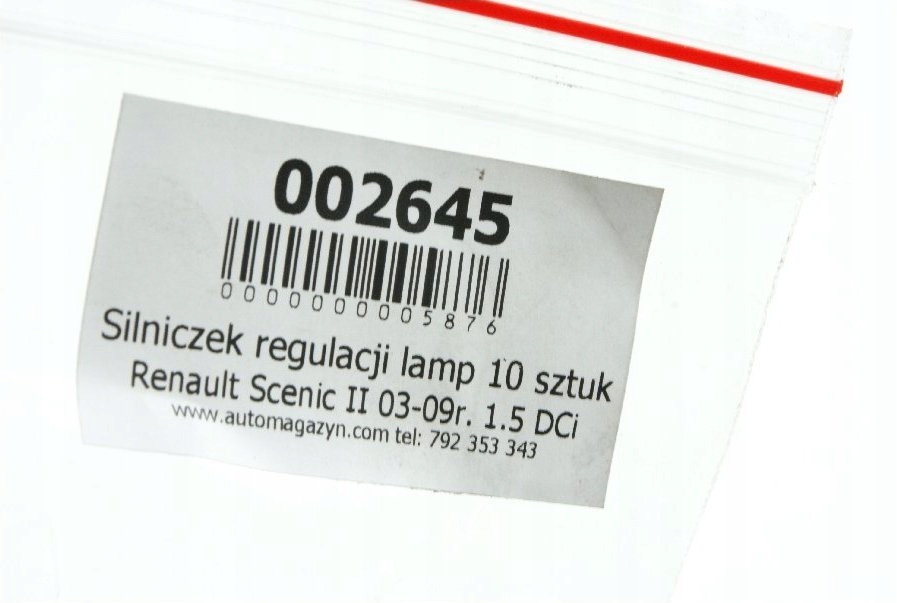 002645
0000000005876
Silniczek regulacji lamp 10 sztuk
Renault Scenic II 03-09r. 1.5 DCi
www.automagazyn.com tel: 792 353 343